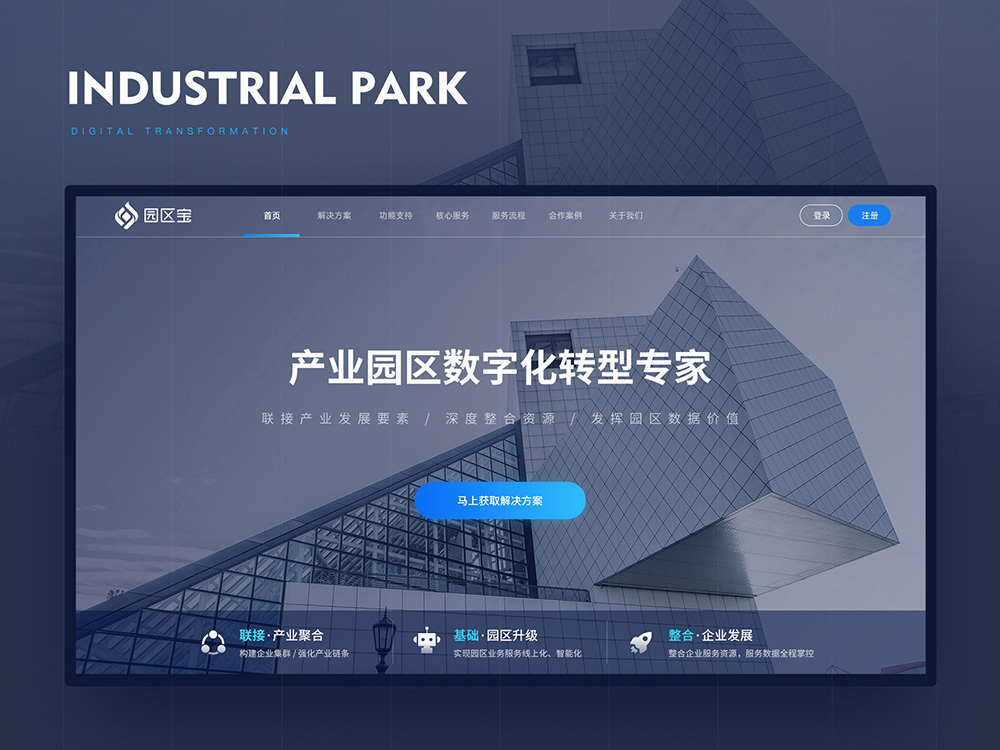 INDUSTRIAL PARK
DIGITAL TRANSFORMATION
园区宝
首页 解决方案 功能支持 核心服务 服务流程 合作案例 关于我们 登录 注册
产业园区数字化转型专家
联接产业发展要素 / 深度整合资源 / 发挥园区数据价值
马上获取解决方案
联接·产业聚合
构建企业集群 / 强化产业链条
基础·园区升级
实现园区业务服务线上化、智能化
整合·企业发展
整合企业服务资源，服务数据全程掌控